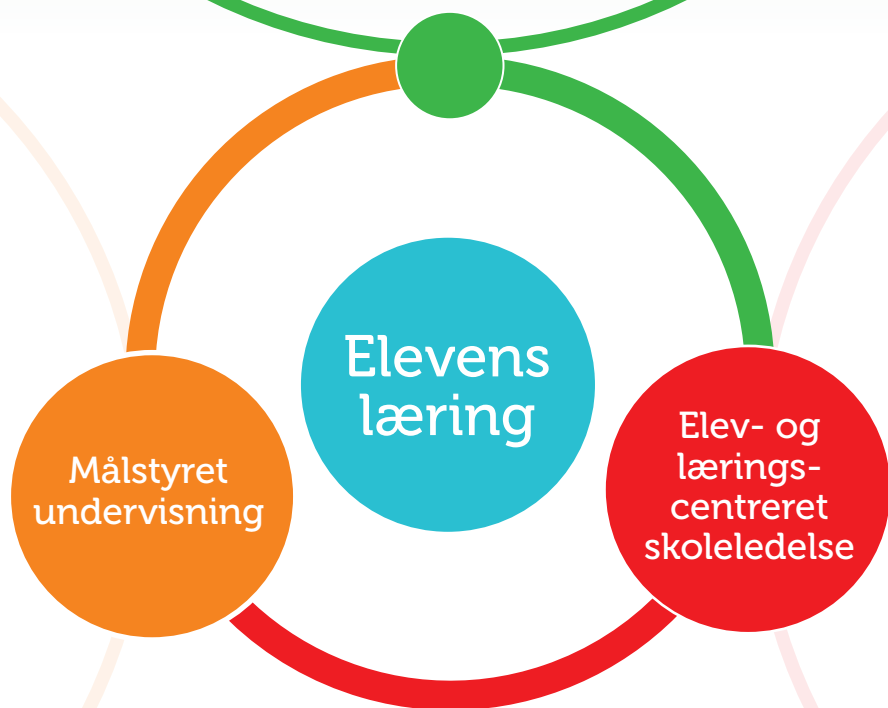 Elevens
læring
Målstyret
undervisning
Elev- og
lærings-
centreret
skoleledelse